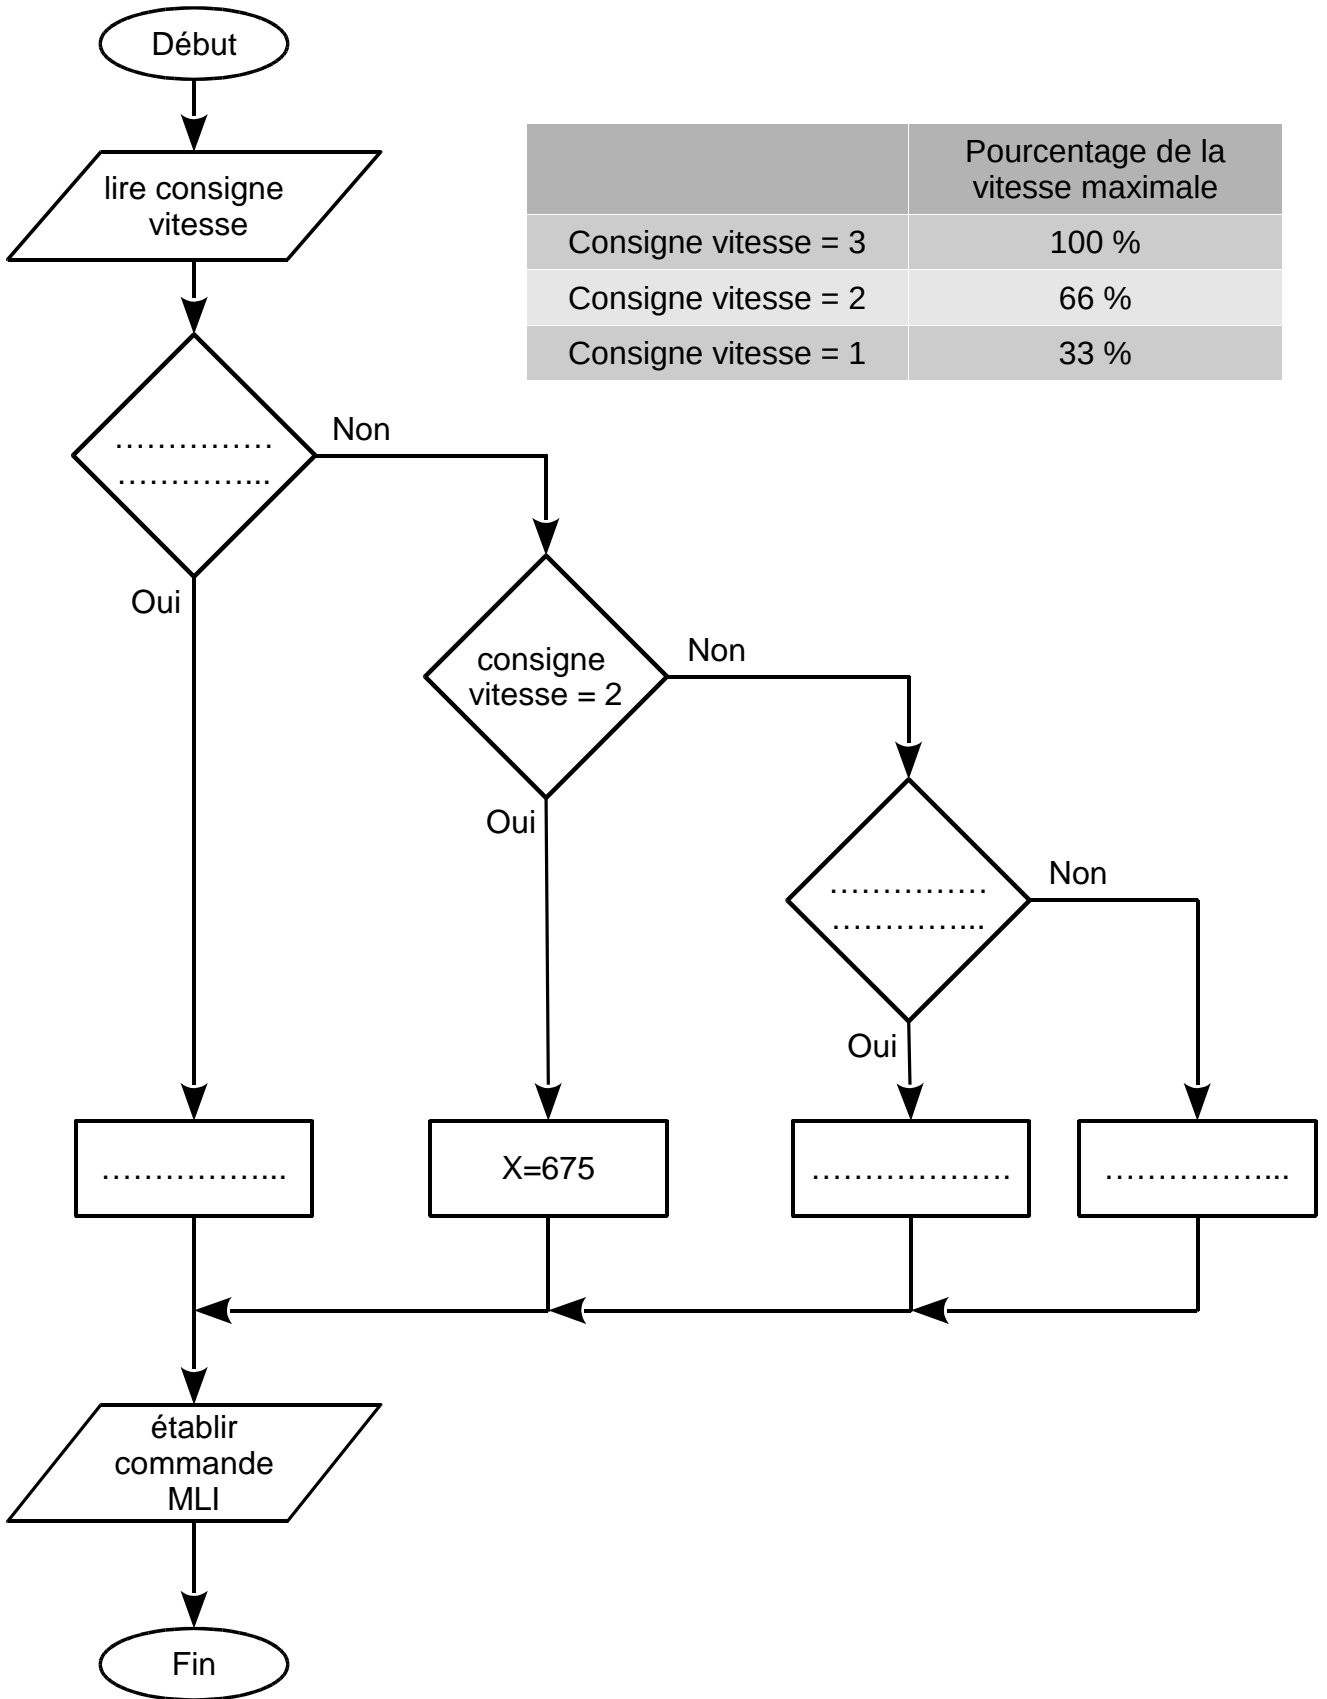 Début
lire consigne
vitesse
Pourcentage de la
vitesse maximale
Consigne vitesse = 3
100 %
Consigne vitesse = 2
66 %
Consigne vitesse = 1
33 %
……………
…………...
Non
Oui
consigne
vitesse = 2
Non
Oui
……………
…………...
Non
Oui
……………...
X=675
……………….
……………...
établir
commande
MLI
Fin